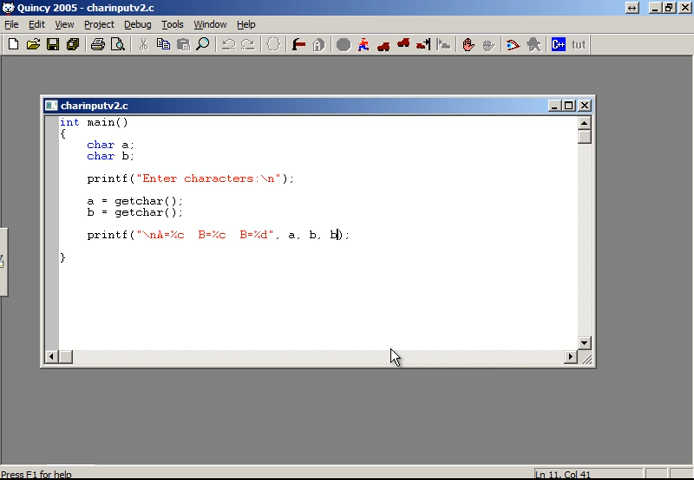 Quincy 2005 - charinputv2.c
File Edit View Project Debug Tools Window Help
C++ tut
charinputv2.c
int main()
{
char a;
char b;
printf("Enter characters:\n");
a = getchar();
b = getchar();
printf("\nA=%c B=%c B=%d", a, b, b);
}
Press F1 for help
Ln 11, Col 41